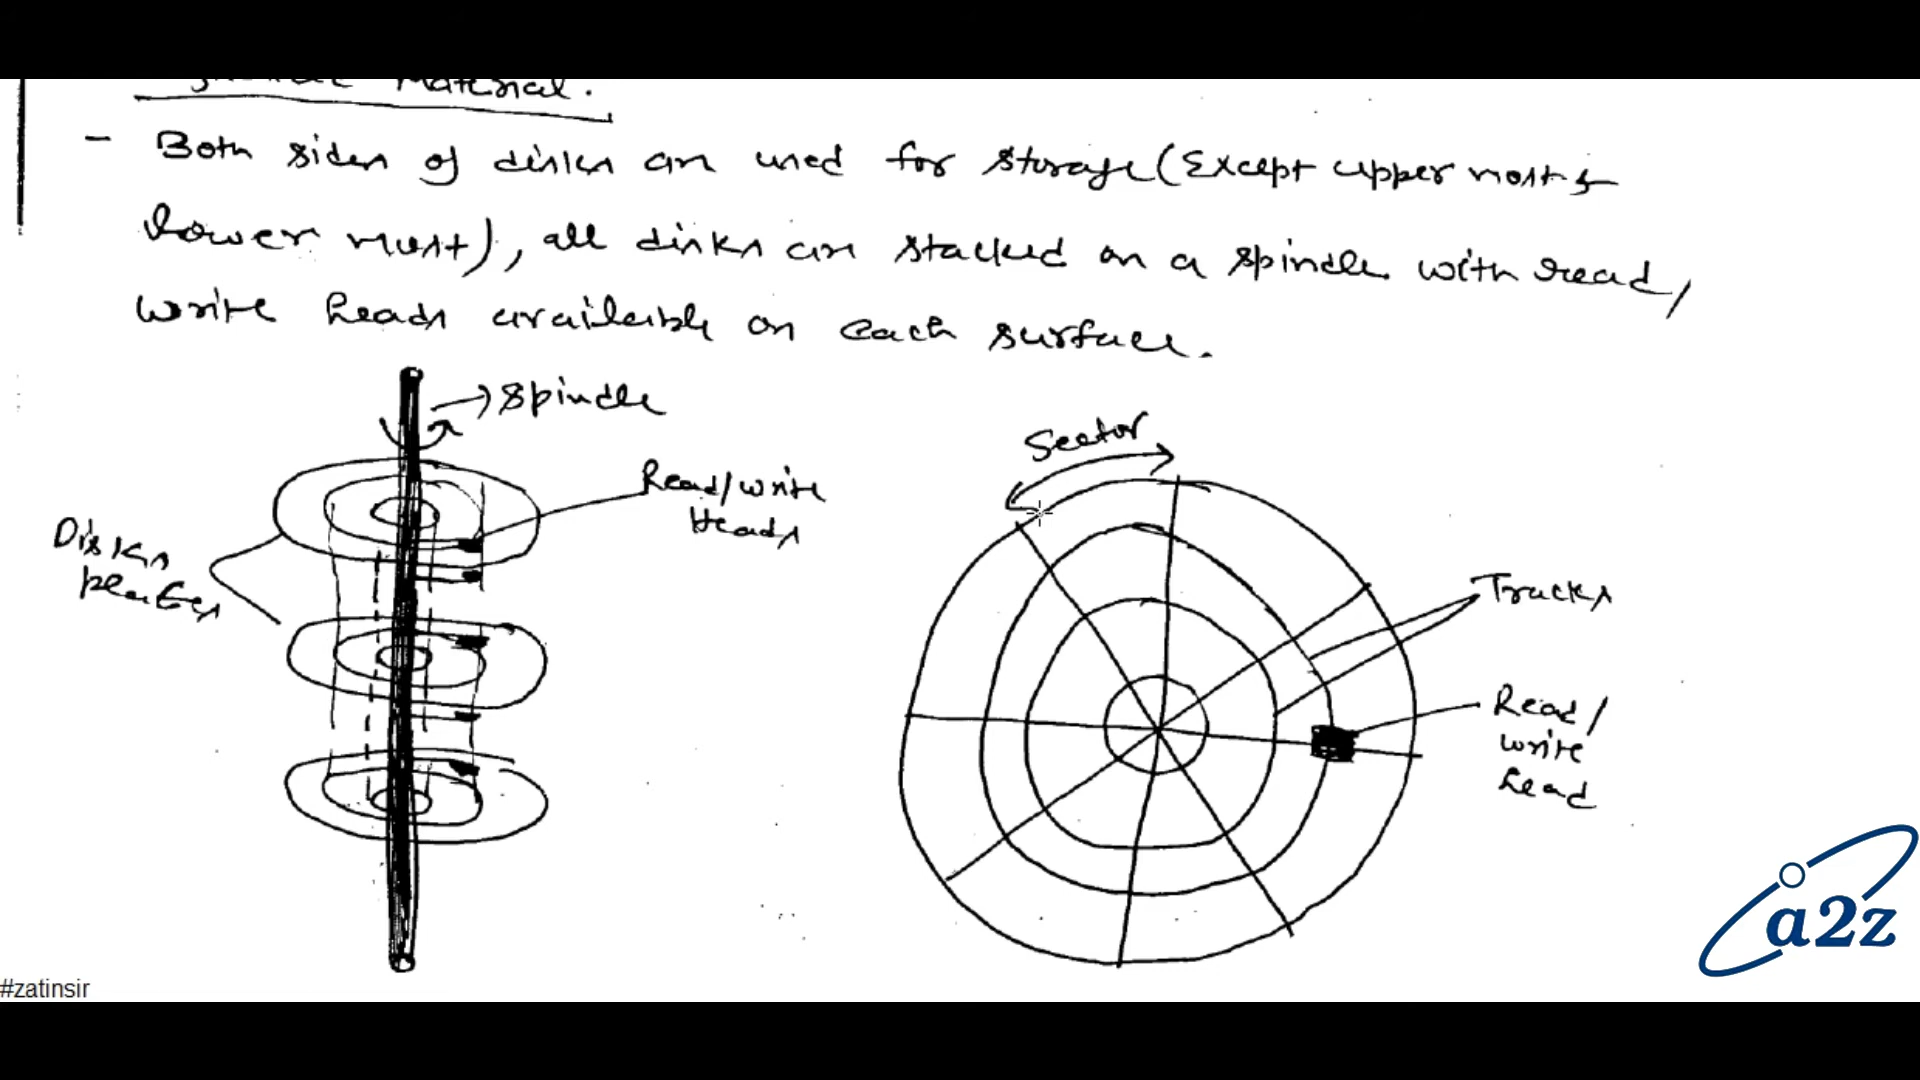 Material.
- Both sides of disks are used for storage (Except upper most &
lower most), all disks are stacked on a spindle with read/
write heads available on each surface.
Spindle
Sector
Read/write
Heads
Disks
platters
Tracks
Read/
write
head
a2z
#zatinsir